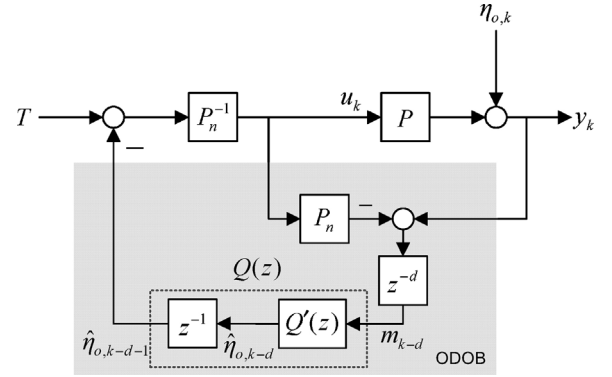 η_{o,k}
T
−
P_n^{-1}
u_k
P
y_k
P_n
−
Q(z)
z^{-d}
z^{-1}
Q′(z)
η̂_{o,k-d-1}
η̂_{o,k-d}
m_{k-d}
ODOB